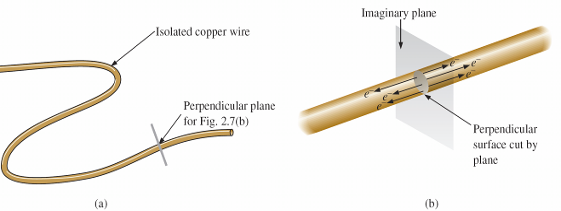 Isolated copper wire
Perpendicular plane
for Fig. 2.7(b)
(a)
Imaginary plane
e⁻
e⁻
e⁻
e⁻
e⁻
e⁻
Perpendicular
surface cut by
plane
(b)